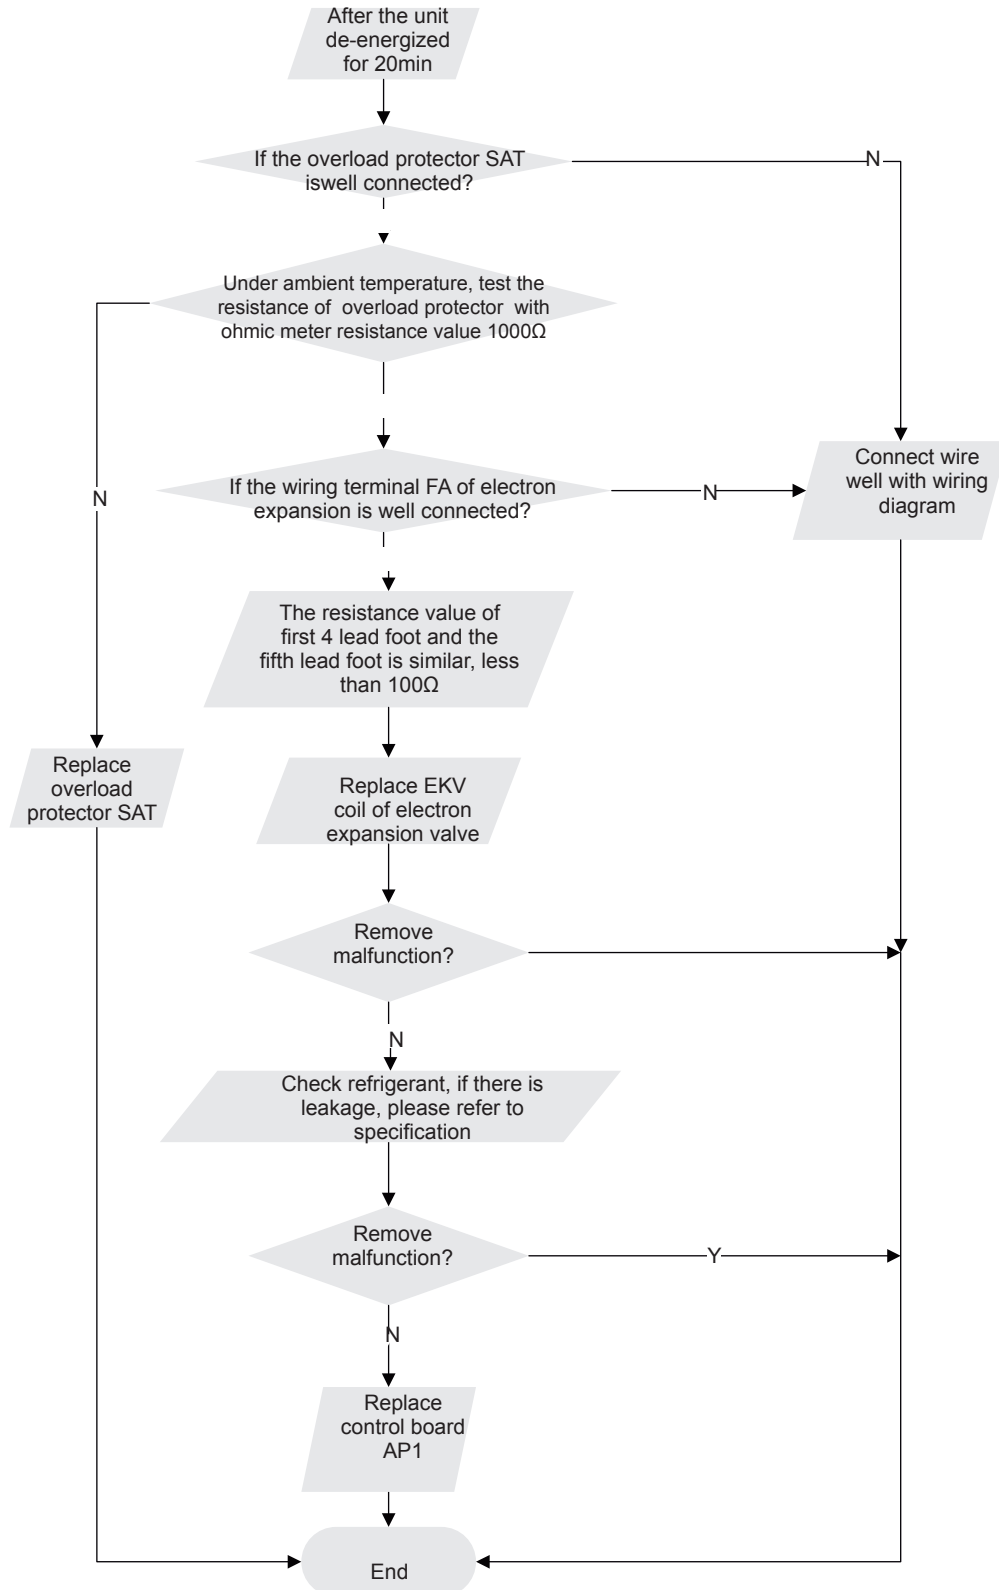 After the unit
de-energized
for 20min
If the overload protector SAT
iswell connected?
N
Under ambient temperature, test the
resistance of overload protector with
ohmic meter resistance value 1000Ω
N
If the wiring terminal FA of electron
expansion is well connected?
N
Connect wire
well with wiring
diagram
The resistance value of
first 4 lead foot and the
fifth lead foot is similar, less
than 100Ω
Replace
overload
protector SAT
Replace EKV
coil of electron
expansion valve
Remove
malfunction?
N
Check refrigerant, if there is
leakage, please refer to
specification
Remove
malfunction?
Y
N
Replace
control board
AP1
End